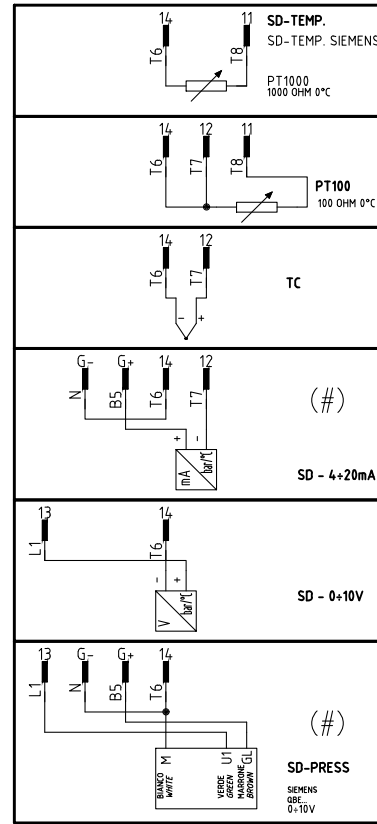 14 11 SD-TEMP.
SD-TEMP. SIEMENS
T6 T8
PT1000
1000 OHM 0°C
14 12 11
T6 T7 T8
PT100
100 OHM 0°C
14 12
T6 T7
TC
- +
G- G+ 14 12
N B5 T6 T7
(#)
+ -
mA bar/°C
SD - 4÷20mA
13 14
L1 T6
- +
V bar/°C
SD - 0÷10V
13 G- G+ 14
L1 N B5 T6
(#)
M U1 GL
BIANCO VERDE MARRONE
WHITE GREEN BROWN
SD-PRESS
SIEMENS
QBE...
0÷10V